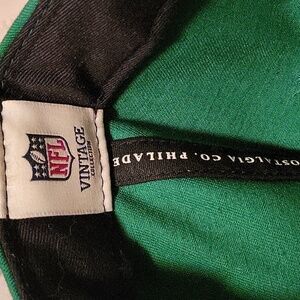 NFL
VINTAGE
COLLECTION
OSTALGIA CO. PHILADE